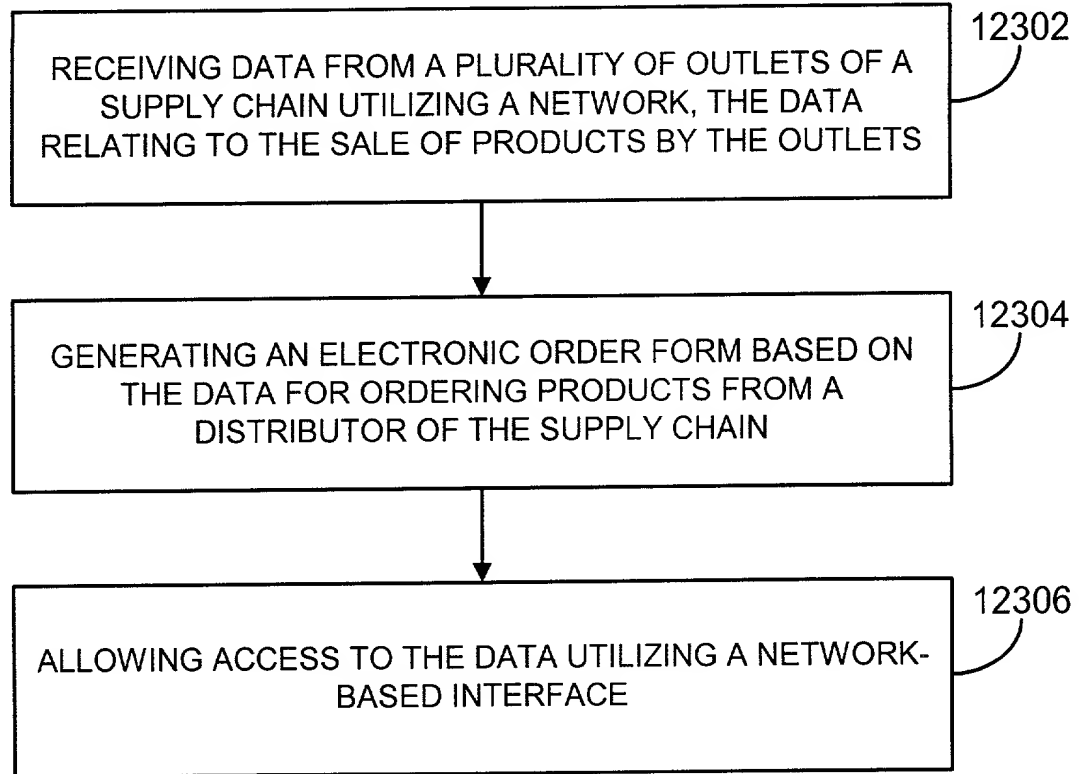 12302
RECEIVING DATA FROM A PLURALITY OF OUTLETS OF A
SUPPLY CHAIN UTILIZING A NETWORK, THE DATA
RELATING TO THE SALE OF PRODUCTS BY THE OUTLETS
12304
GENERATING AN ELECTRONIC ORDER FORM BASED ON
THE DATA FOR ORDERING PRODUCTS FROM A
DISTRIBUTOR OF THE SUPPLY CHAIN
12306
ALLOWING ACCESS TO THE DATA UTILIZING A NETWORK-
BASED INTERFACE